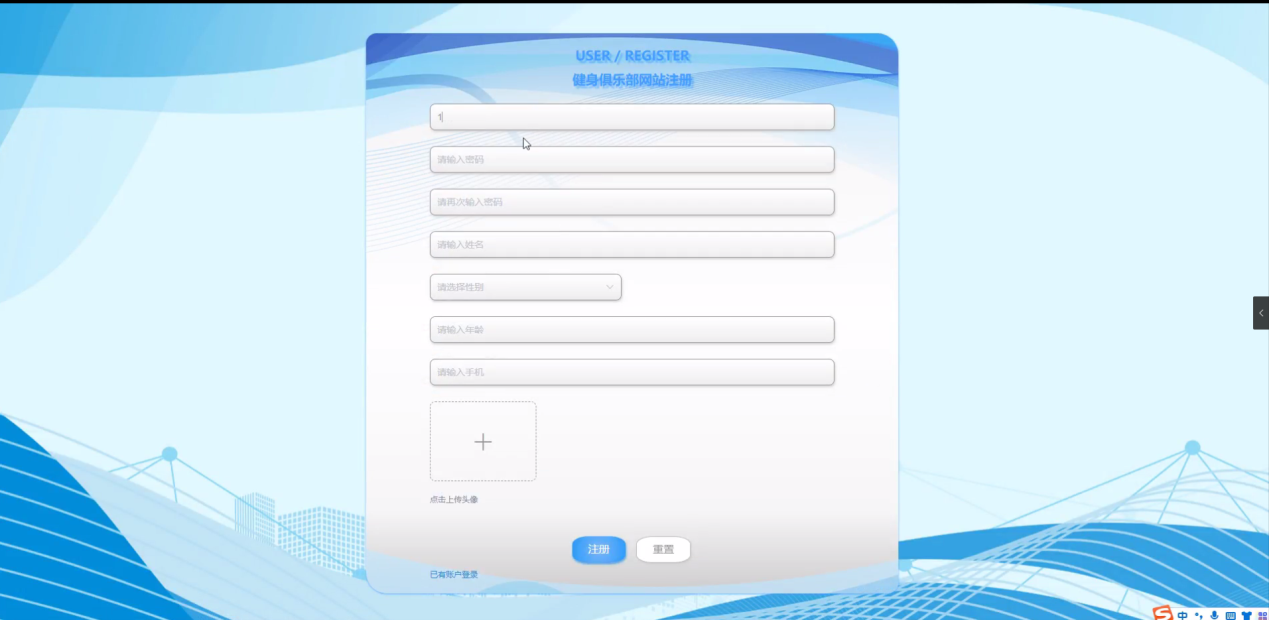 USER / REGISTER
健身俱乐部网站注册
1
请输入密码
请再次输入密码
请输入姓名
请选择性别
请输入年龄
请输入手机
点击上传头像
注册 重置
已有账户登录
中